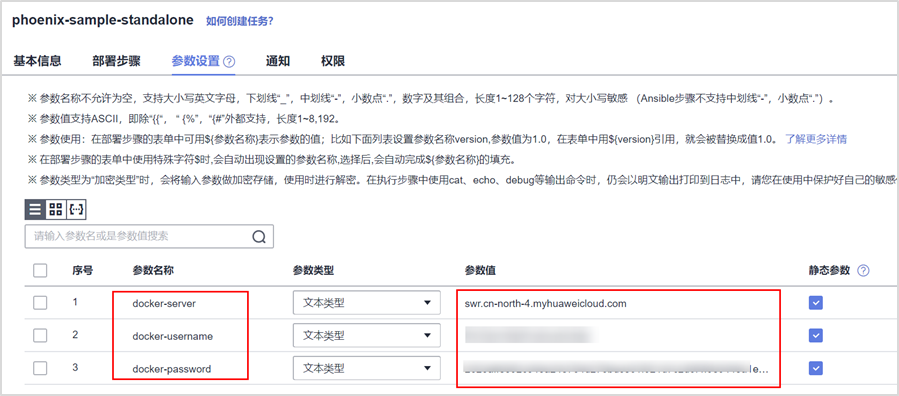 phoenix-sample-standalone 如何创建任务?
基本信息 部署步骤 参数设置 ? 通知 权限
※ 参数名称不允许为空，支持大小写英文字母，下划线“_”，中划线“-”，小数点“.”，数字及其组合，长度1~128个字符，对大小写敏感 （Ansible步骤不支持中划线“-”，小数点“.”）。
※ 参数值支持ASCII，即除“{{“， “ {%”，“{#”外都支持，长度1~8,192。
※ 参数使用：在部署步骤的表单中可用${参数名称}表示参数的值；比如下面列表设置参数名称version,参数值为1.0，在表单中用${version}引用，就会被替换成值1.0。 了解更多详情
※ 在部署步骤的表单中使用特殊字符$时,会自动出现设置的参数名称,选择后,会自动完成${参数名称}的填充。
※ 参数类型为“加密类型”时，会将输入参数做加密存储，使用时进行解密。在执行步骤中使用cat、echo、debug等输出命令时，仍会以明文输出打印到日志中，请您在使用中保护好自己的敏感
请输入参数名或是参数值搜索
序号 参数名称 参数类型 参数值 静态参数 ?
1 docker-server 文本类型 swr.cn-north-4.myhuaweicloud.com
2 docker-username 文本类型
3 docker-password 文本类型